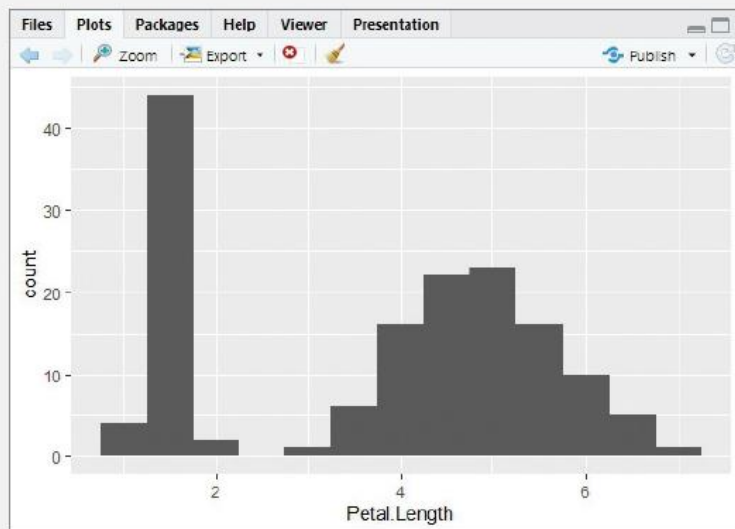 Files Plots Packages Help Viewer Presentation
Zoom Export Publish
40
30
20
10
0
count
2 4 6
Petal.Length